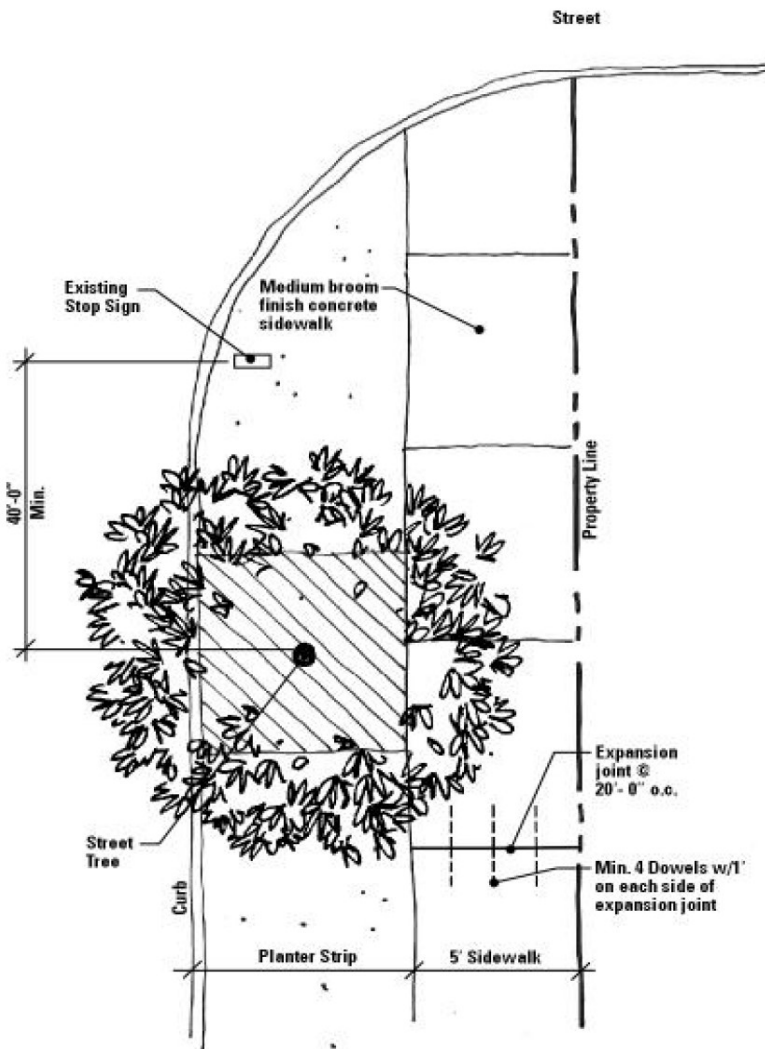 Street
Existing
Stop Sign
Medium broom
finish concrete
sidewalk
40'-0"
Min.
Property Line
Expansion
joint @
20'- 0" o.c.
Street
Tree
Min. 4 Dowels w/1'
on each side of
expansion joint
Curb
Planter Strip
5' Sidewalk